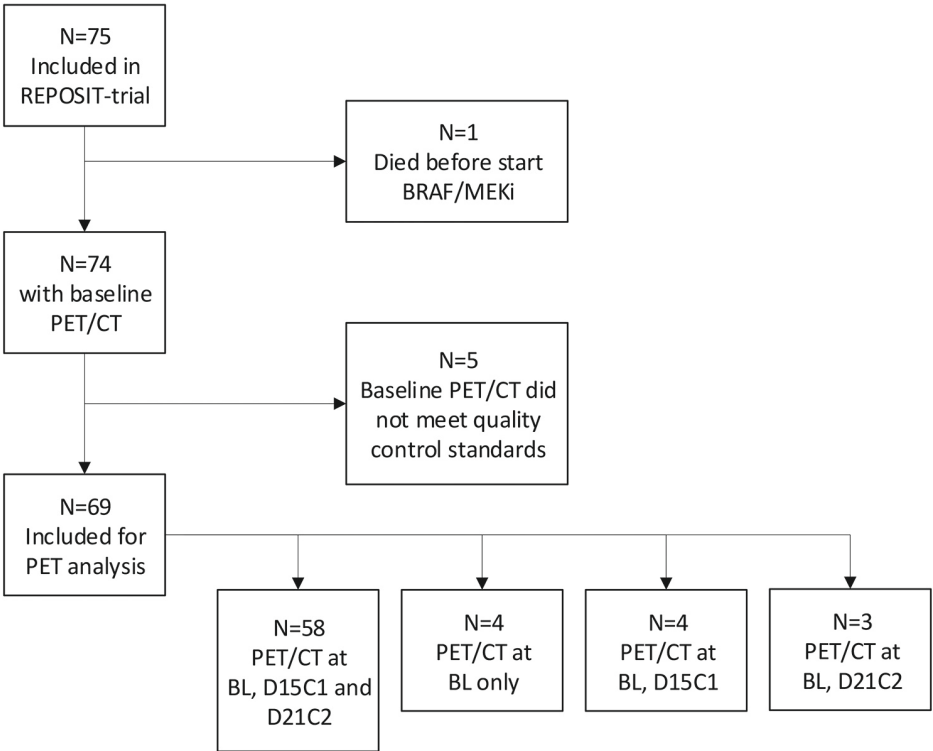 N=75
Included in
REPOSIT-trial
N=1
Died before start
BRAF/MEKi
N=74
with baseline
PET/CT
N=5
Baseline PET/CT did
not meet quality
control standards
N=69
Included for
PET analysis
N=58
PET/CT at
BL, D15C1 and
D21C2
N=4
PET/CT at
BL only
N=4
PET/CT at
BL, D15C1
N=3
PET/CT at
BL, D21C2